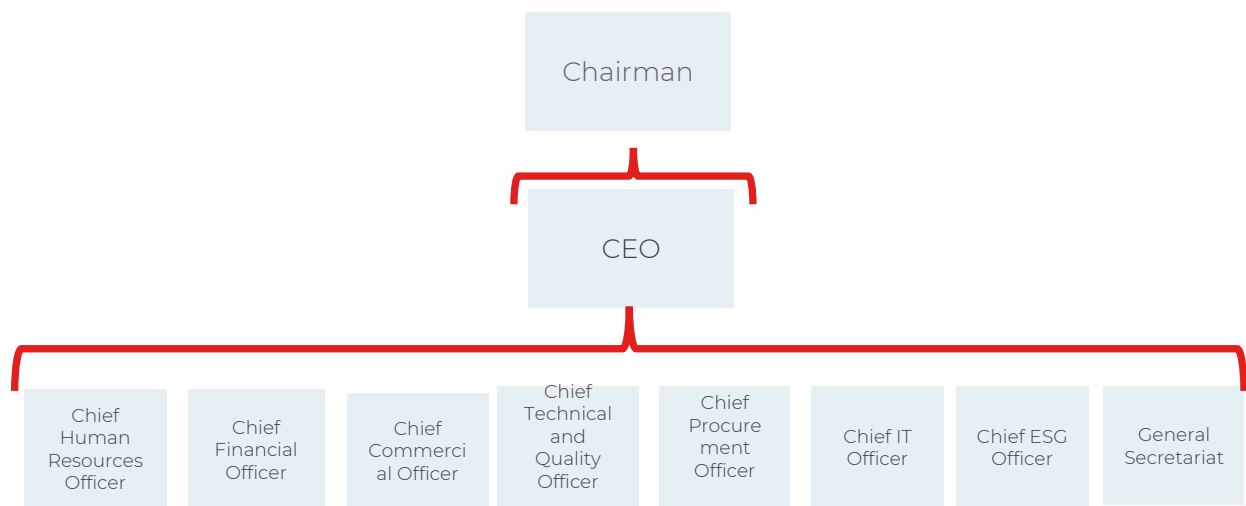 Chairman
CEO
Chief
Human
Resources
Officer
Chief
Financial
Officer
Chief
Commerci
al Officer
Chief
Technical
and
Quality
Officer
Chief
Procure
ment
Officer
Chief IT
Officer
Chief ESG
Officer
General
Secretariat